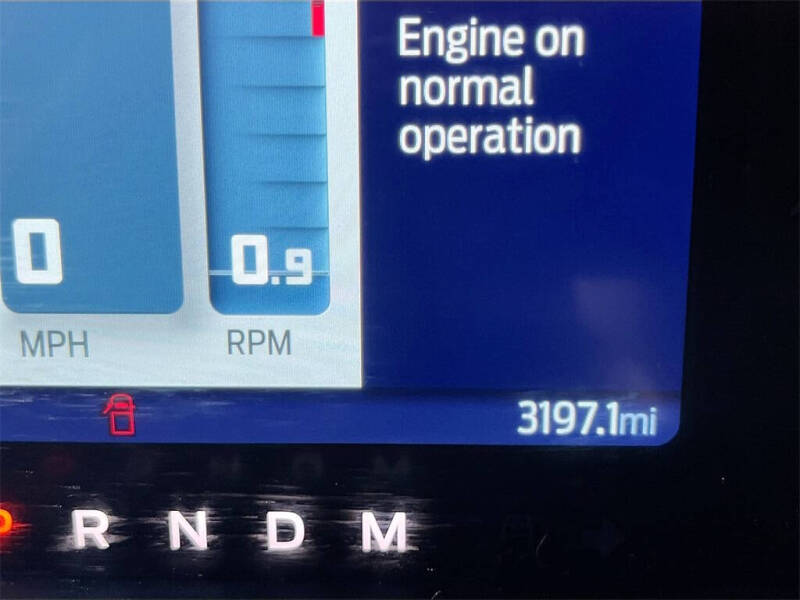 Engine on
normal
operation
0
0.9
MPH
RPM
3197.1mi
P R N D M